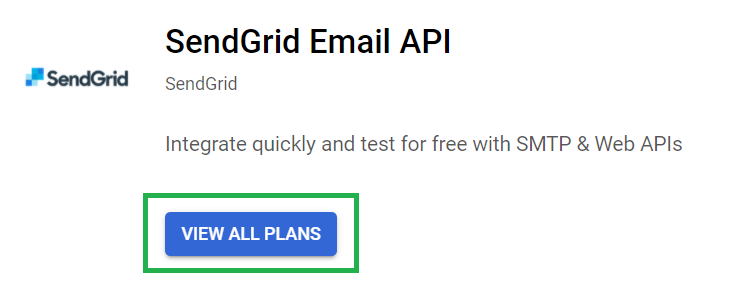 SendGrid Email API
SendGrid
SendGrid
Integrate quickly and test for free with SMTP & Web APIs
VIEW ALL PLANS